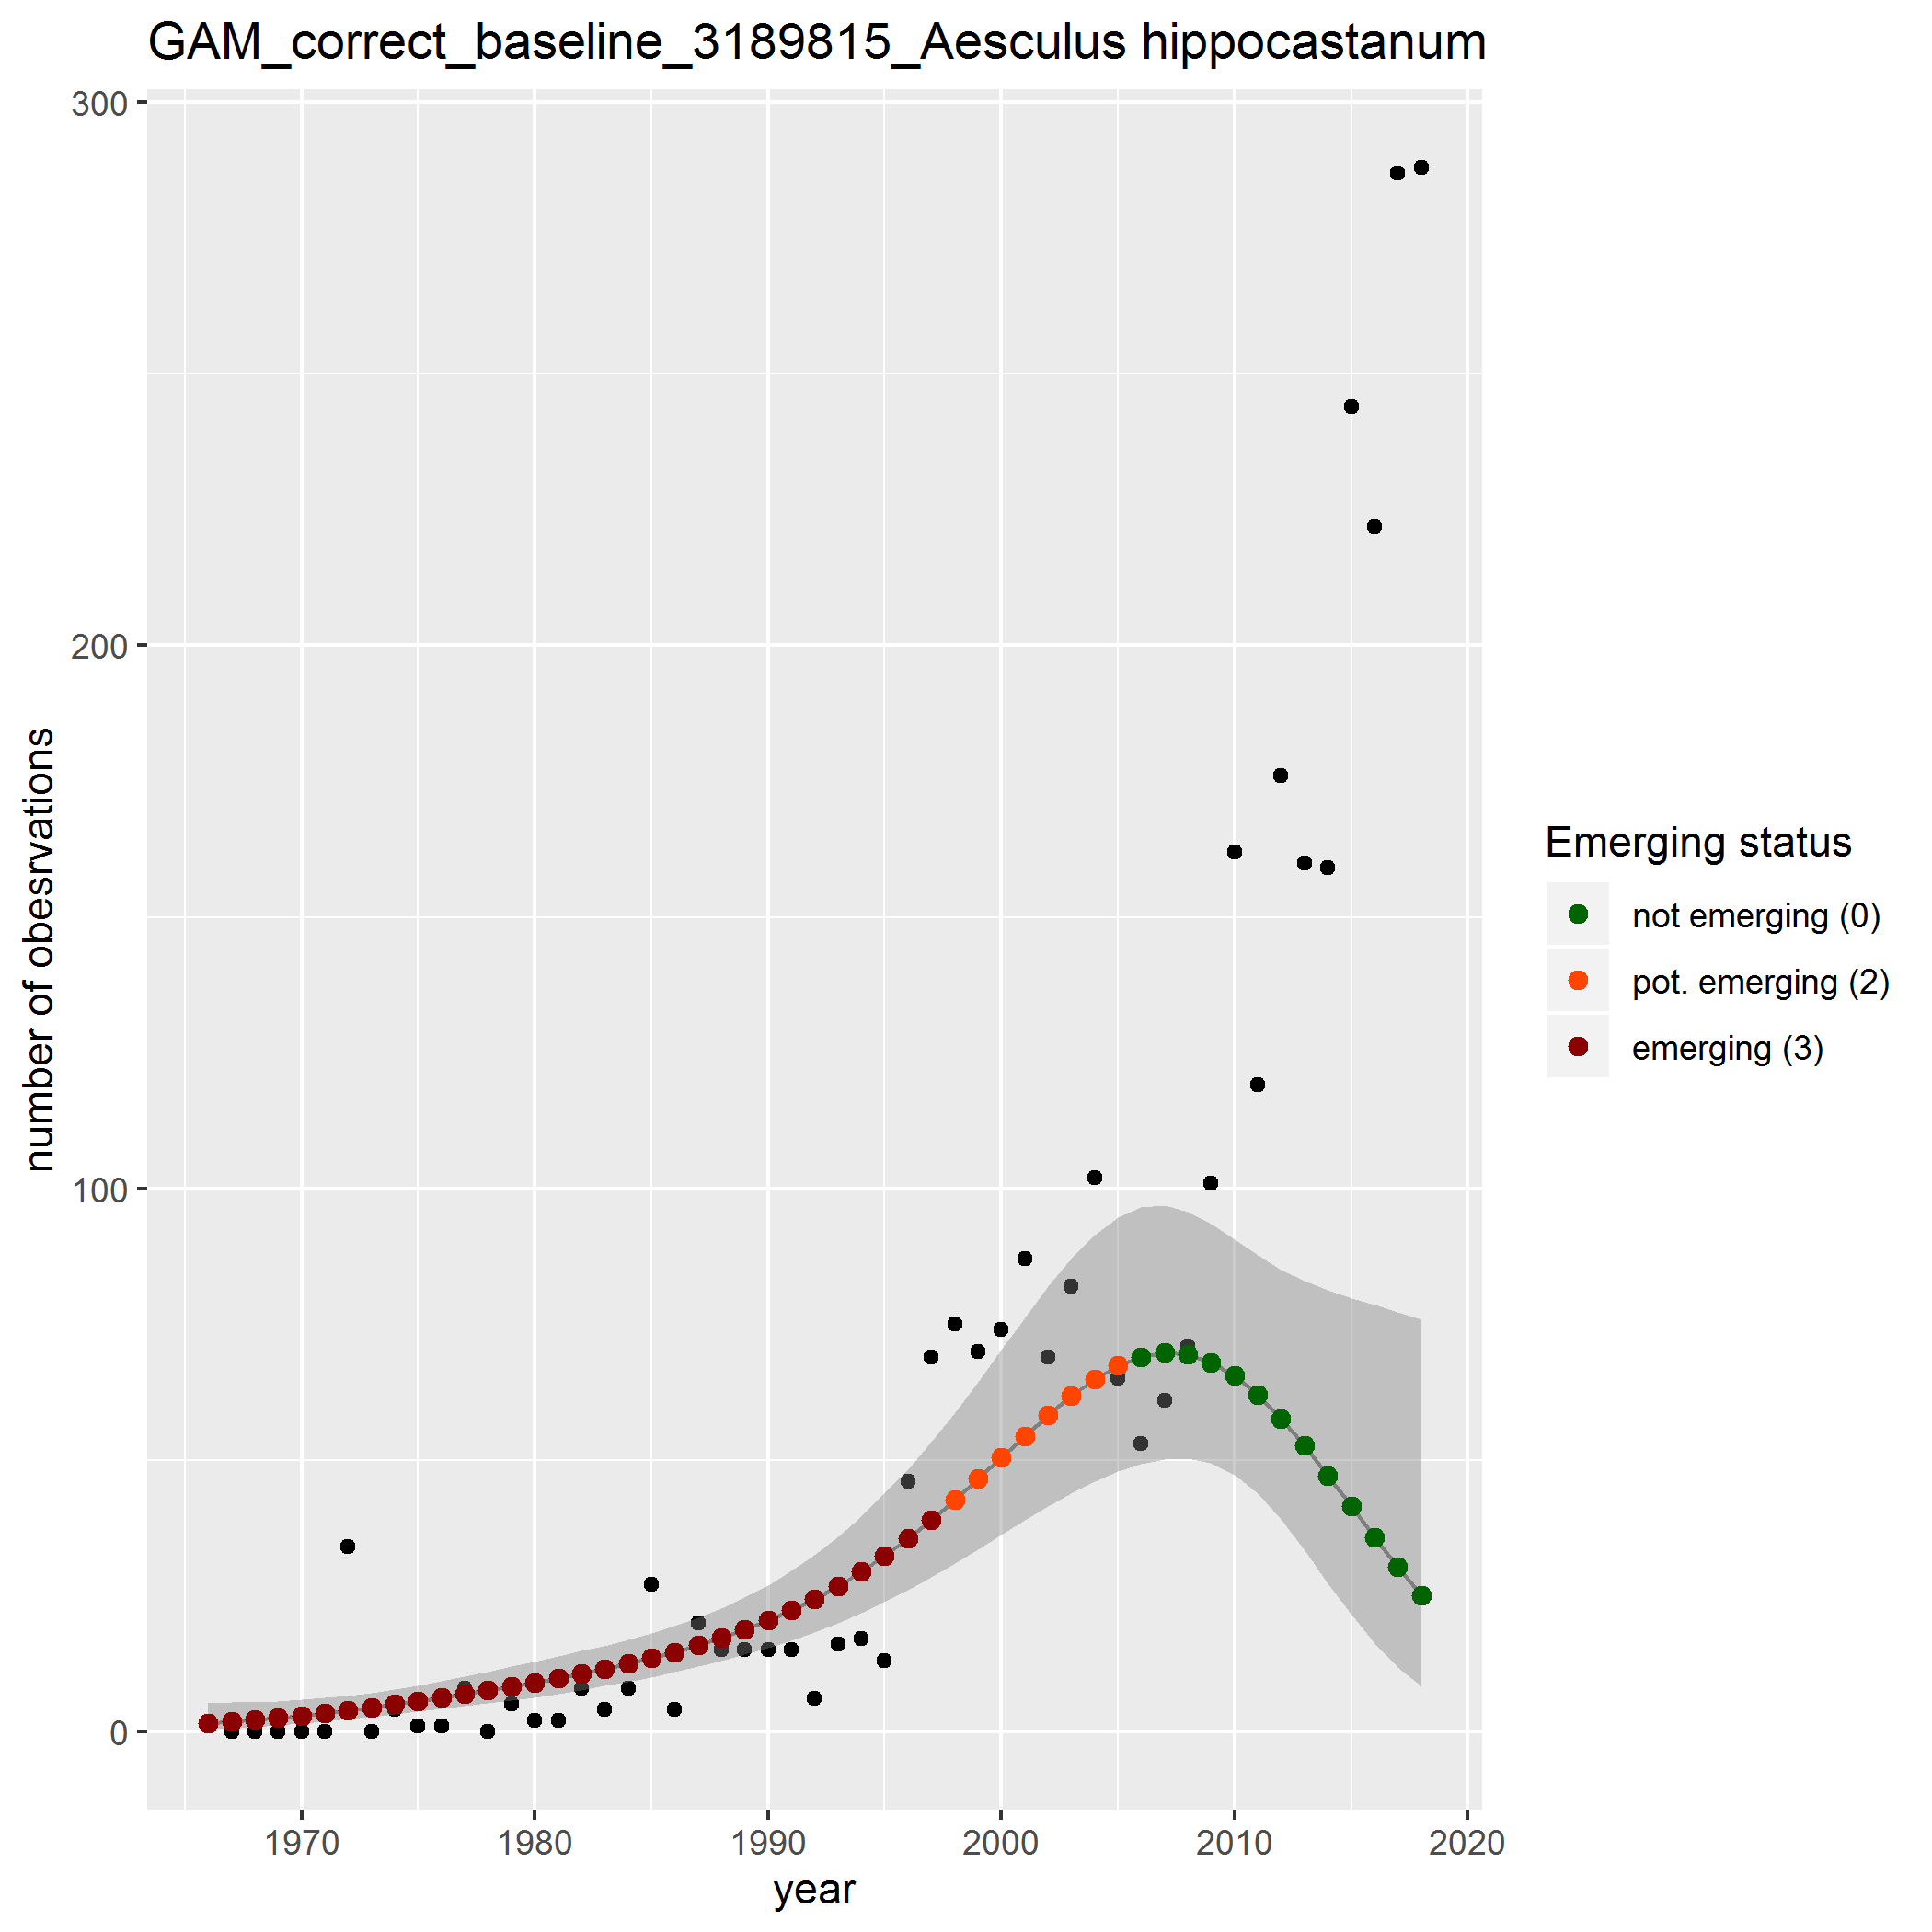 GAM_correct_baseline_3189815_Aesculus hippocastanum
300
200
100
0
number of obesrvations
1970
1980
1990
2000
2010
2020
year
Emerging status
not emerging (0)
pot. emerging (2)
emerging (3)